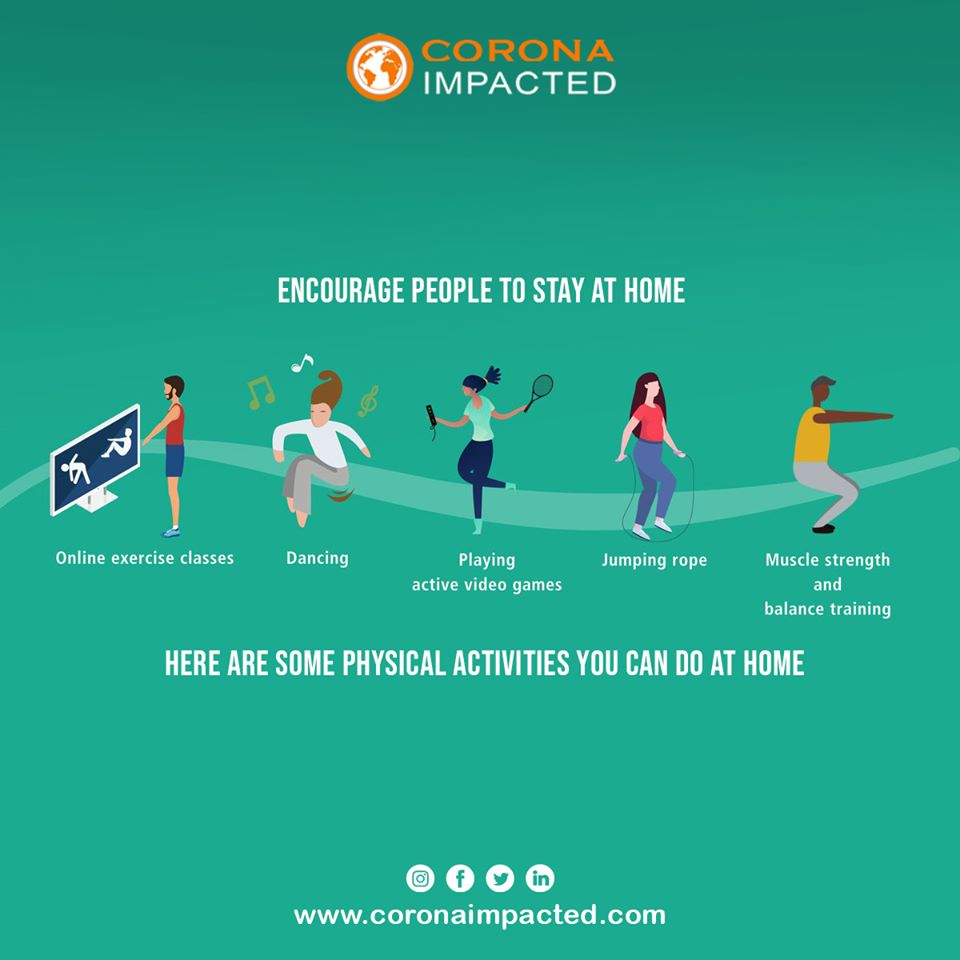 CORONA
IMPACTED
ENCOURAGE PEOPLE TO STAY AT HOME
Online exercise classes
Dancing
Playing
active video games
Jumping rope
Muscle strength
and
balance training
HERE ARE SOME PHYSICAL ACTIVITIES YOU CAN DO AT HOME
www.coronaimpacted.com